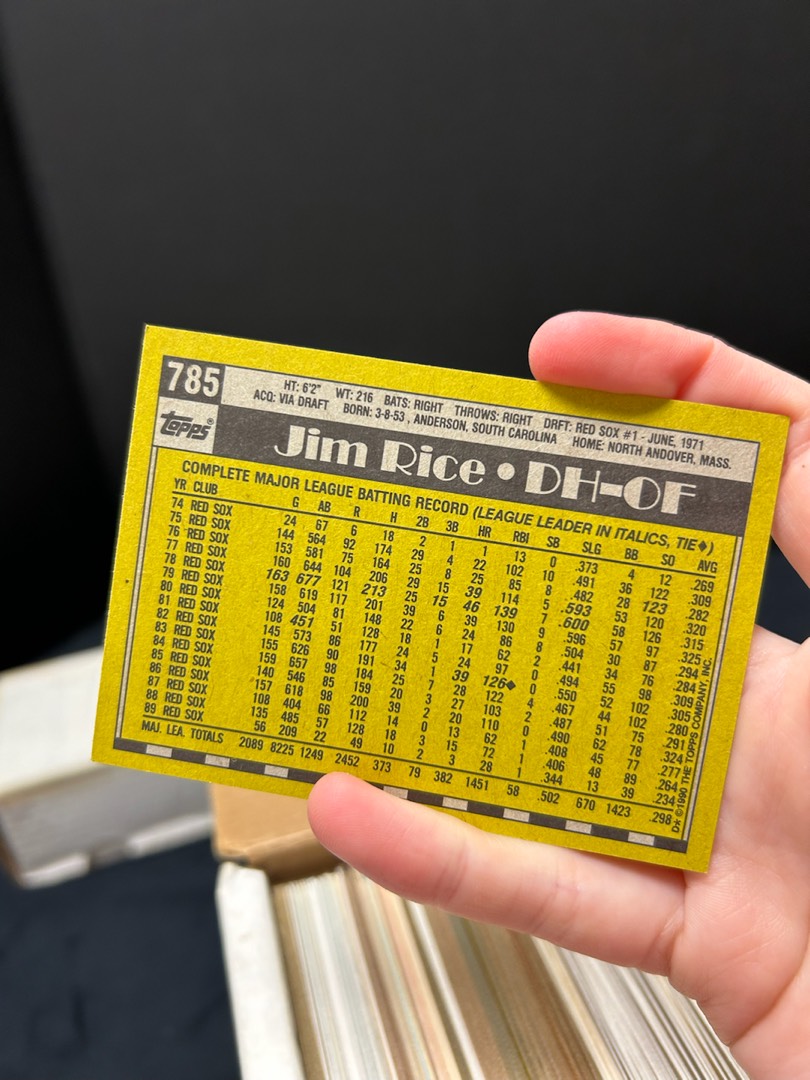 785
HT: 6'2" WT: 216 BATS: RIGHT THROWS: RIGHT DRFT: RED SOX #1 - JUNE, 1971
ACQ: VIA DRAFT BORN: 3-8-53, ANDERSON, SOUTH CAROLINA HOME: NORTH ANDOVER, MASS.
Topps®
Jim Rice • DH-OF
COMPLETE MAJOR LEAGUE BATTING RECORD (LEAGUE LEADER IN ITALICS, TIE◆)
YR CLUB G AB R H 2B 3B HR RBI SB SLG BB SO AVG
74 RED SOX 24 67 6 18 2 1 1 13 0 .373 4 12 .269
75 RED SOX 144 564 92 174 29 4 22 102 10 .491 36 122 .309
76 RED SOX 153 581 75 164 25 8 25 85 8 .482 28 123 .282
77 RED SOX 160 644 104 206 29 15 39 114 5 .593 53 120 .320
78 RED SOX 163 677 121 213 25 15 46 139 7 .600 58 126 .315
79 RED SOX 158 619 117 201 39 6 39 130 9 .596 57 97 .325
80 RED SOX 124 504 81 148 22 6 24 86 8 .504 30 87 .294
81 RED SOX 108 451 51 128 18 1 17 62 2 .441 34 76 .284
82 RED SOX 145 573 86 177 24 5 24 97 0 .494 55 98 .309
83 RED SOX 155 626 90 191 34 1 39 126◆ 0 .550 52 102 .305
84 RED SOX 159 657 98 184 25 7 28 122 4 .467 44 102 .280
85 RED SOX 140 546 85 159 20 3 27 103 2 .487 51 75 .291
86 RED SOX 157 618 98 200 39 2 20 110 0 .490 62 78 .324
87 RED SOX 108 404 66 112 14 0 13 62 1 .408 45 77 .277
88 RED SOX 135 485 57 128 18 3 15 72 1 .406 48 89 .264
89 RED SOX 56 209 22 49 10 2 3 28 1 .344 13 39 .234
MAJ. LEA. TOTALS 2089 8225 1249 2452 373 79 382 1451 58 .502 670 1423 .298
D* ©1990 THE TOPPS COMPANY, INC.